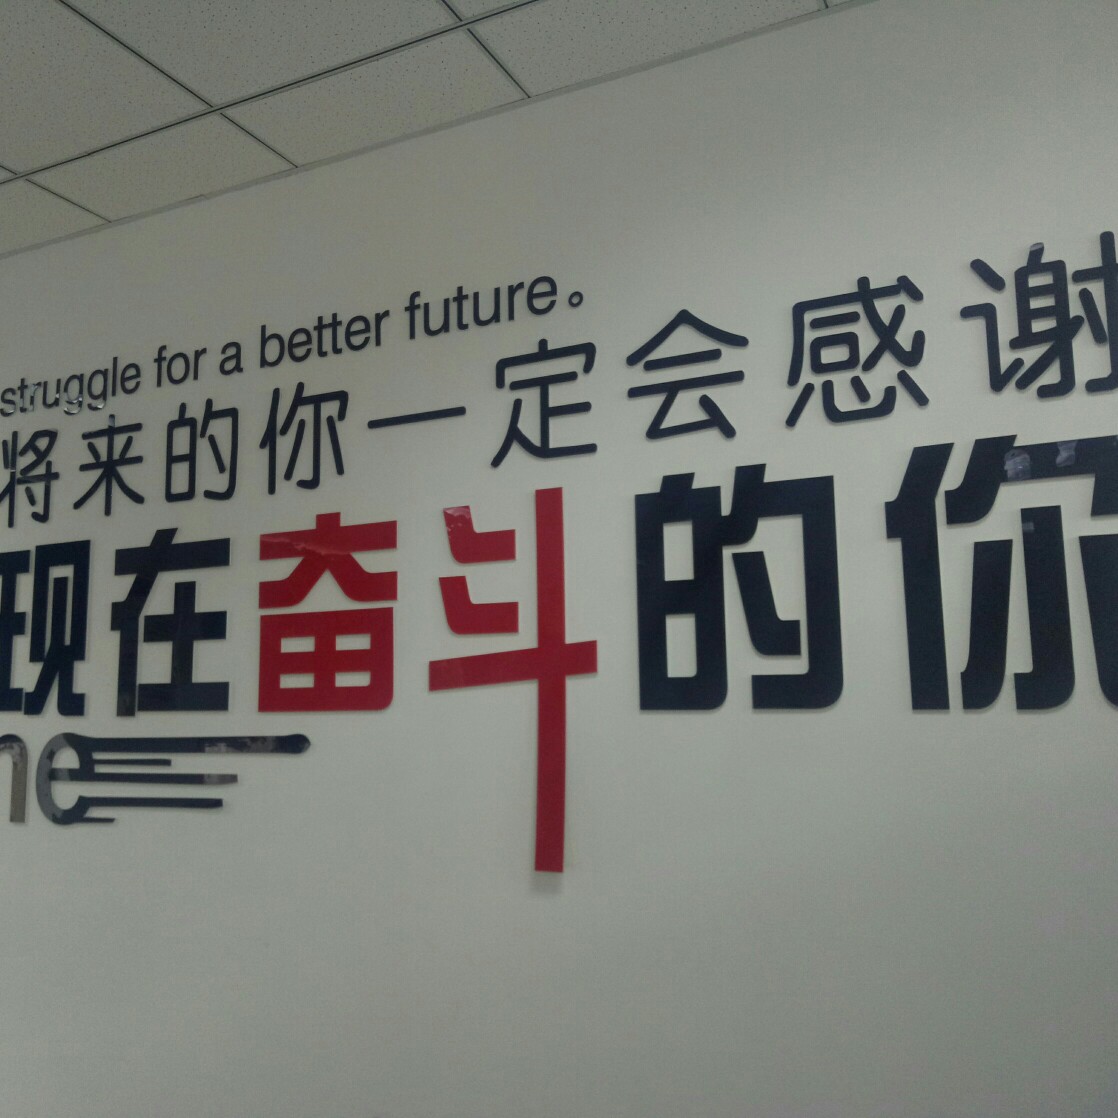 struggle for a better future。
将来的你一定会感谢
现在奋斗的你
ne